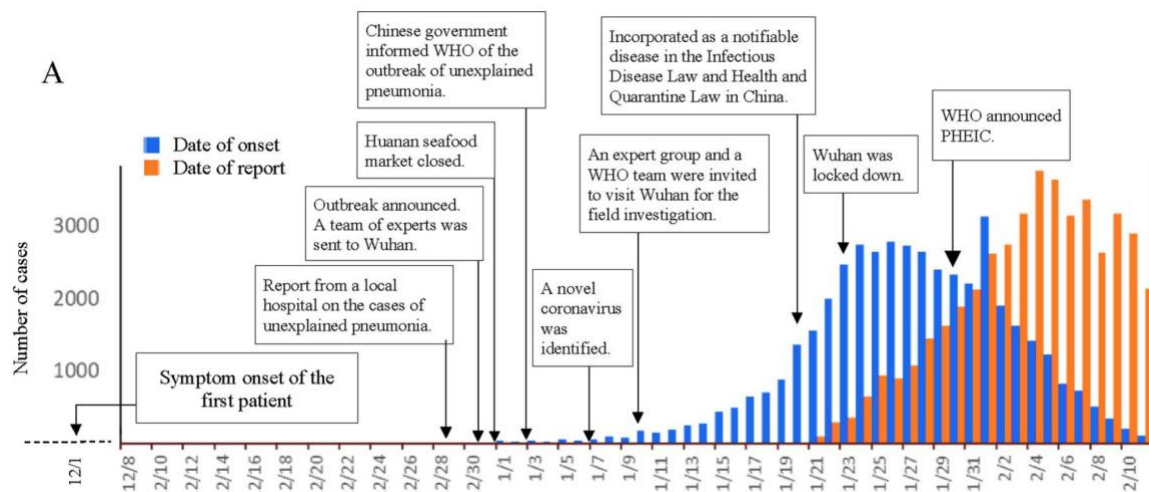 A
Chinese government
informed WHO of the
outbreak of unexplained
pneumonia.
Incorporated as a notifiable
disease in the Infectious
Disease Law and Health and
Quarantine Law in China.
WHO announced
PHEIC.
Date of onset
Date of report
Huanan seafood
market closed.
An expert group and a
WHO team were invited
to visit Wuhan for the
field investigation.
Wuhan was
locked down.
Outbreak announced.
A team of experts was
sent to Wuhan.
Report from a local
hospital on the cases of
unexplained pneumonia.
A novel
coronavirus
was
identified.
Symptom onset of the
first patient
Number of cases
3000
2000
1000
12/1
12/8
2/10
2/12
2/14
2/16
2/18
2/20
2/22
2/24
2/26
2/28
2/30
1/1
1/3
1/5
1/7
1/9
1/11
1/13
1/15
1/17
1/19
1/21
1/23
1/25
1/27
1/29
1/31
2/2
2/4
2/6
2/8
2/10